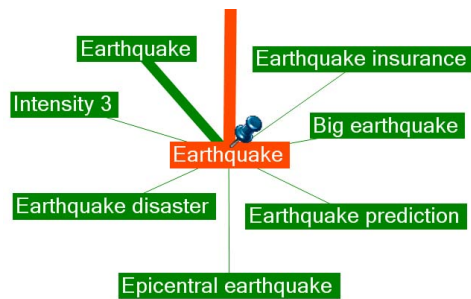 Earthquake
Earthquake insurance
Intensity 3
Big earthquake
Earthquake
Earthquake disaster
Earthquake prediction
Epicentral earthquake